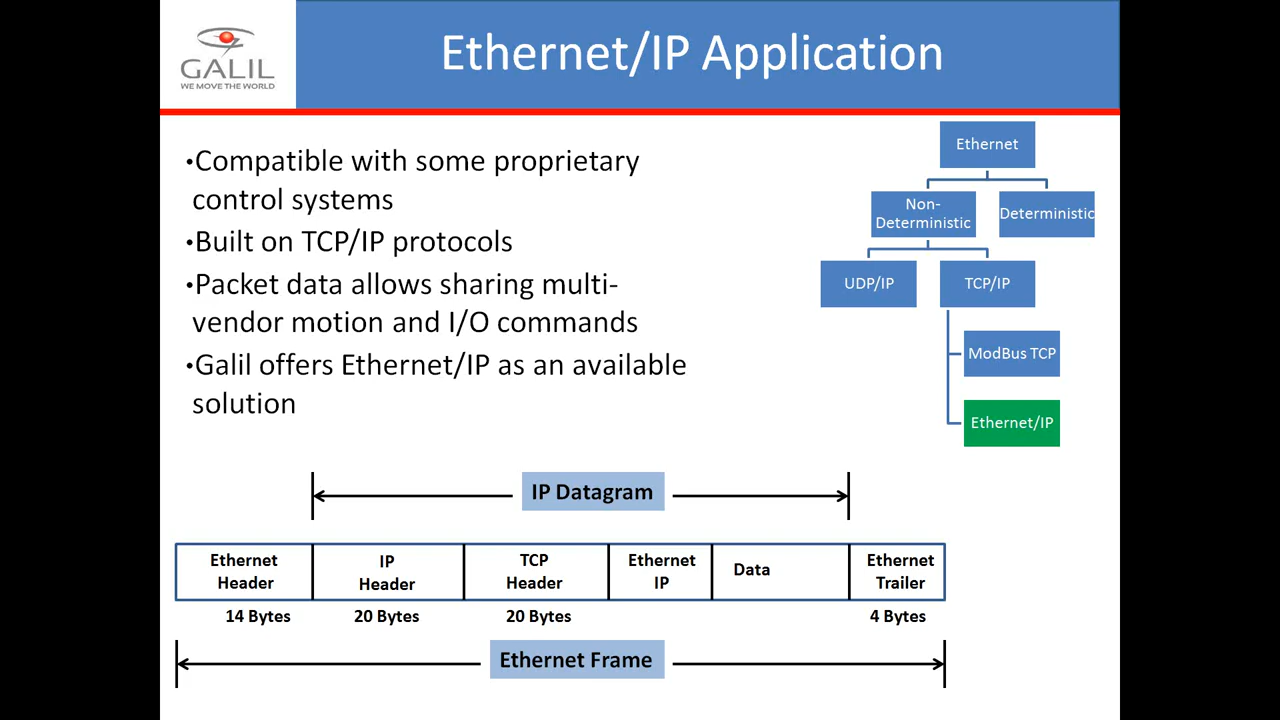 GALIL
WE MOVE THE WORLD
Ethernet/IP Application
•Compatible with some proprietary
control systems
•Built on TCP/IP protocols
•Packet data allows sharing multi-
vendor motion and I/O commands
•Galil offers Ethernet/IP as an available
solution
Ethernet
Non-
Deterministic
Deterministic
UDP/IP
TCP/IP
ModBus TCP
Ethernet/IP
IP Datagram
Ethernet
Header
IP
Header
TCP
Header
Ethernet
IP
Data
Ethernet
Trailer
14 Bytes
20 Bytes
20 Bytes
4 Bytes
Ethernet Frame